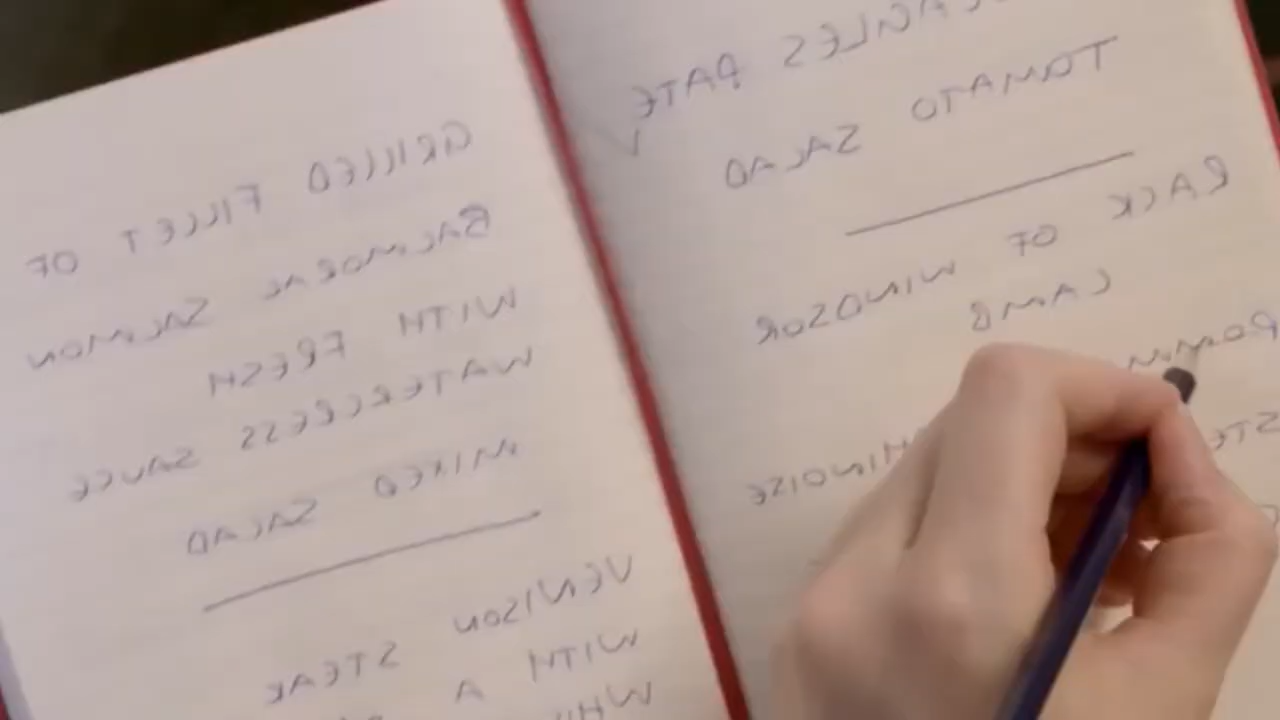 PATE
TOMATO SALAD
RACK OF WINDSOR
LAMB
GRILLED FILLET OF
BALMORAL SALMON
WITH FRESH
WATERCRESS SAUCE
MIXED SALAD
VENISON STEAK
WITH A